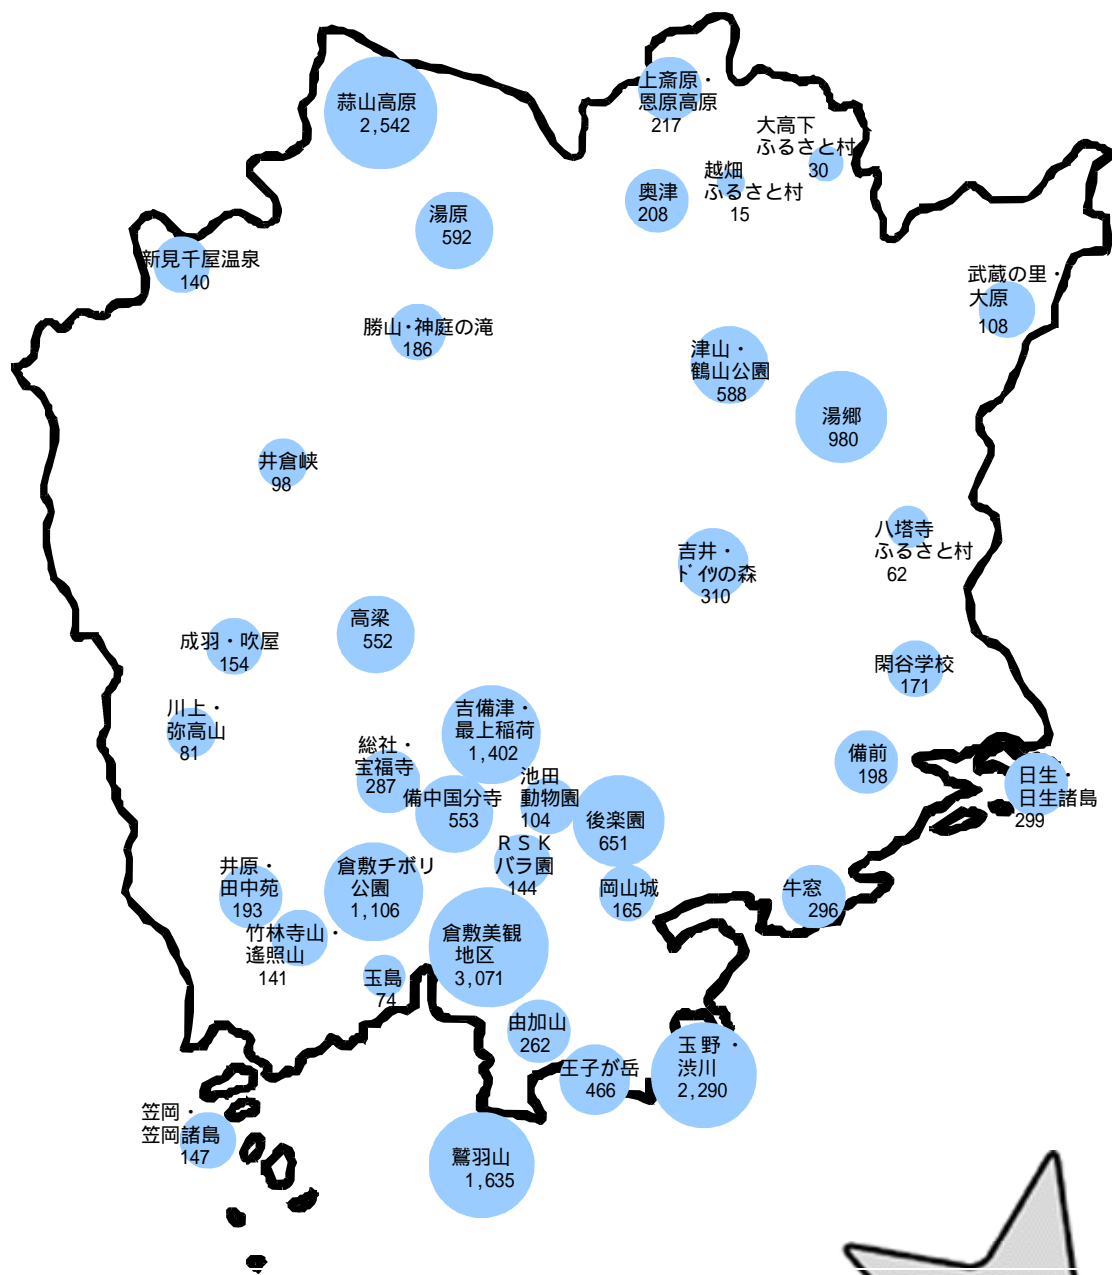 上斎原・
恩原高原
217
蒜山高原
2,542
大高下
ふるさと村
30
越畑
ふるさと村
15
奥津
208
湯原
592
新見千屋温泉
140
武蔵の里・
大原
108
勝山・神庭の滝
186
津山・
鶴山公園
588
湯郷
980
井倉峡
98
八塔寺
ふるさと村
62
吉井・
ﾄﾞｲﾂの森
310
高梁
552
成羽・吹屋
154
閑谷学校
171
川上・
弥高山
81
吉備津・
最上稲荷
1,402
総社・
宝福寺
287
備前
198
日生・
日生諸島
299
池田
動物園
104
備中国分寺
553
後楽園
651
ＲＳＫ
バラ園
144
井原・
田中苑
193
倉敷チボリ
公園
1,106
岡山城
165
牛窓
296
竹林寺山・
遙照山
141
倉敷美観
地区
3,071
玉島
74
由加山
262
玉野・
渋川
2,290
王子が岳
466
笠岡・
笠岡諸島
147
鷲羽山
1,635